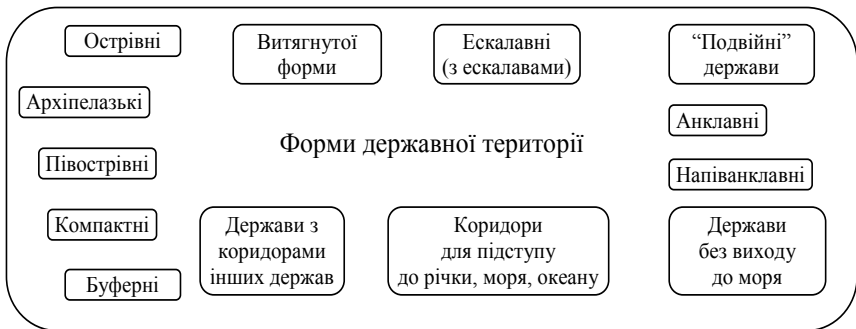 Острівні
Витягнутої
форми
Ескалавні
(з ескалавами)
“Подвійні”
держави
Архіпелазькі
Анклавні
Форми державної території
Півострівні
Напіванклавні
Компактні
Держави з
коридорами
інших держав
Коридори
для підступу
до річки, моря, океану
Держави
без виходу
до моря
Буферні